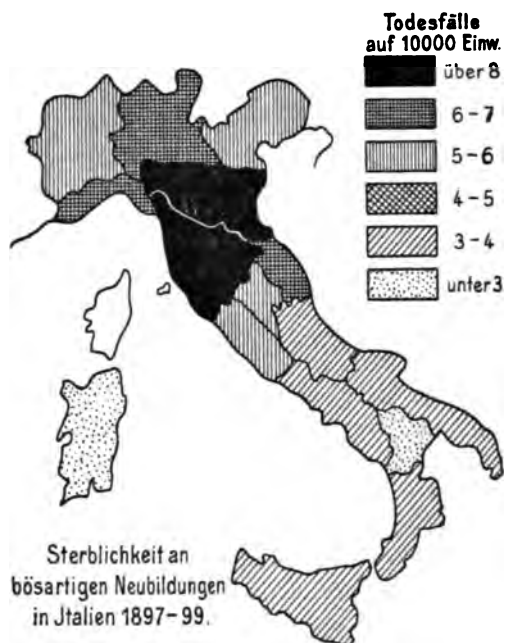 Todesfälle
auf 10000 Einw.
über 8
6-7
5-6
4-5
3-4
unter 3
Sterblichkeit an
bösartigen Neubildungen
in Jtalien 1897-99.